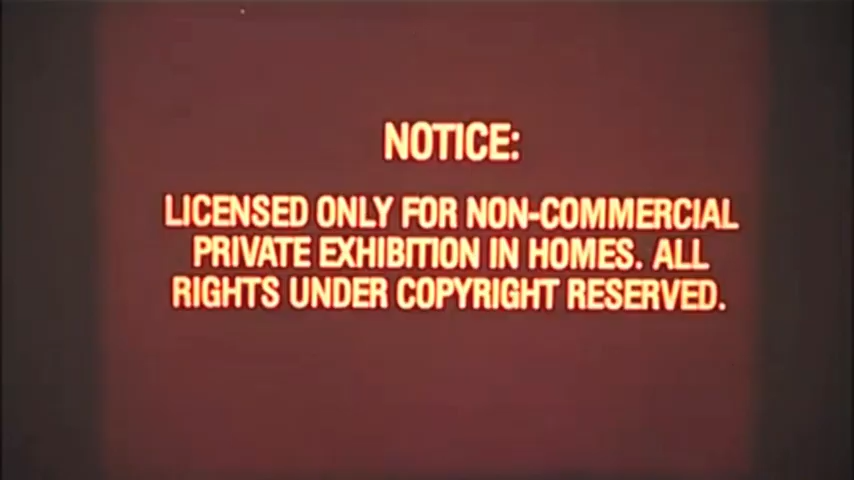 NOTICE:
LICENSED ONLY FOR NON-COMMERCIAL
PRIVATE EXHIBITION IN HOMES. ALL
RIGHTS UNDER COPYRIGHT RESERVED.